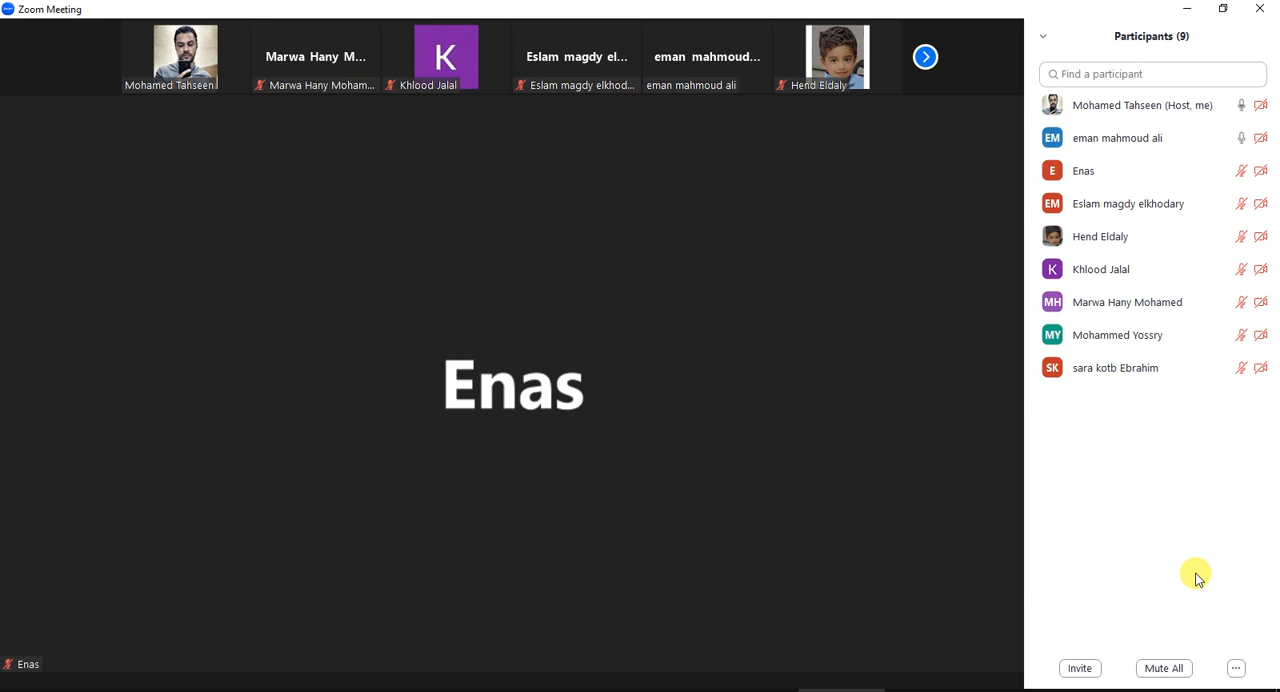 zoom Zoom Meeting
Marwa Hany M...
K
Eslam magdy el...
eman mahmoud...
Mohamed Tahseen
Marwa Hany Moham...
Khlood Jalal
Eslam magdy elkhod...
eman mahmoud ali
Hend Eldaly
Enas
Enas
Participants (9)
Find a participant
Mohamed Tahseen (Host, me)
EM eman mahmoud ali
E Enas
EM Eslam magdy elkhodary
Hend Eldaly
K Khlood Jalal
MH Marwa Hany Mohamed
MY Mohammed Yossry
SK sara kotb Ebrahim
Invite
Mute All
...